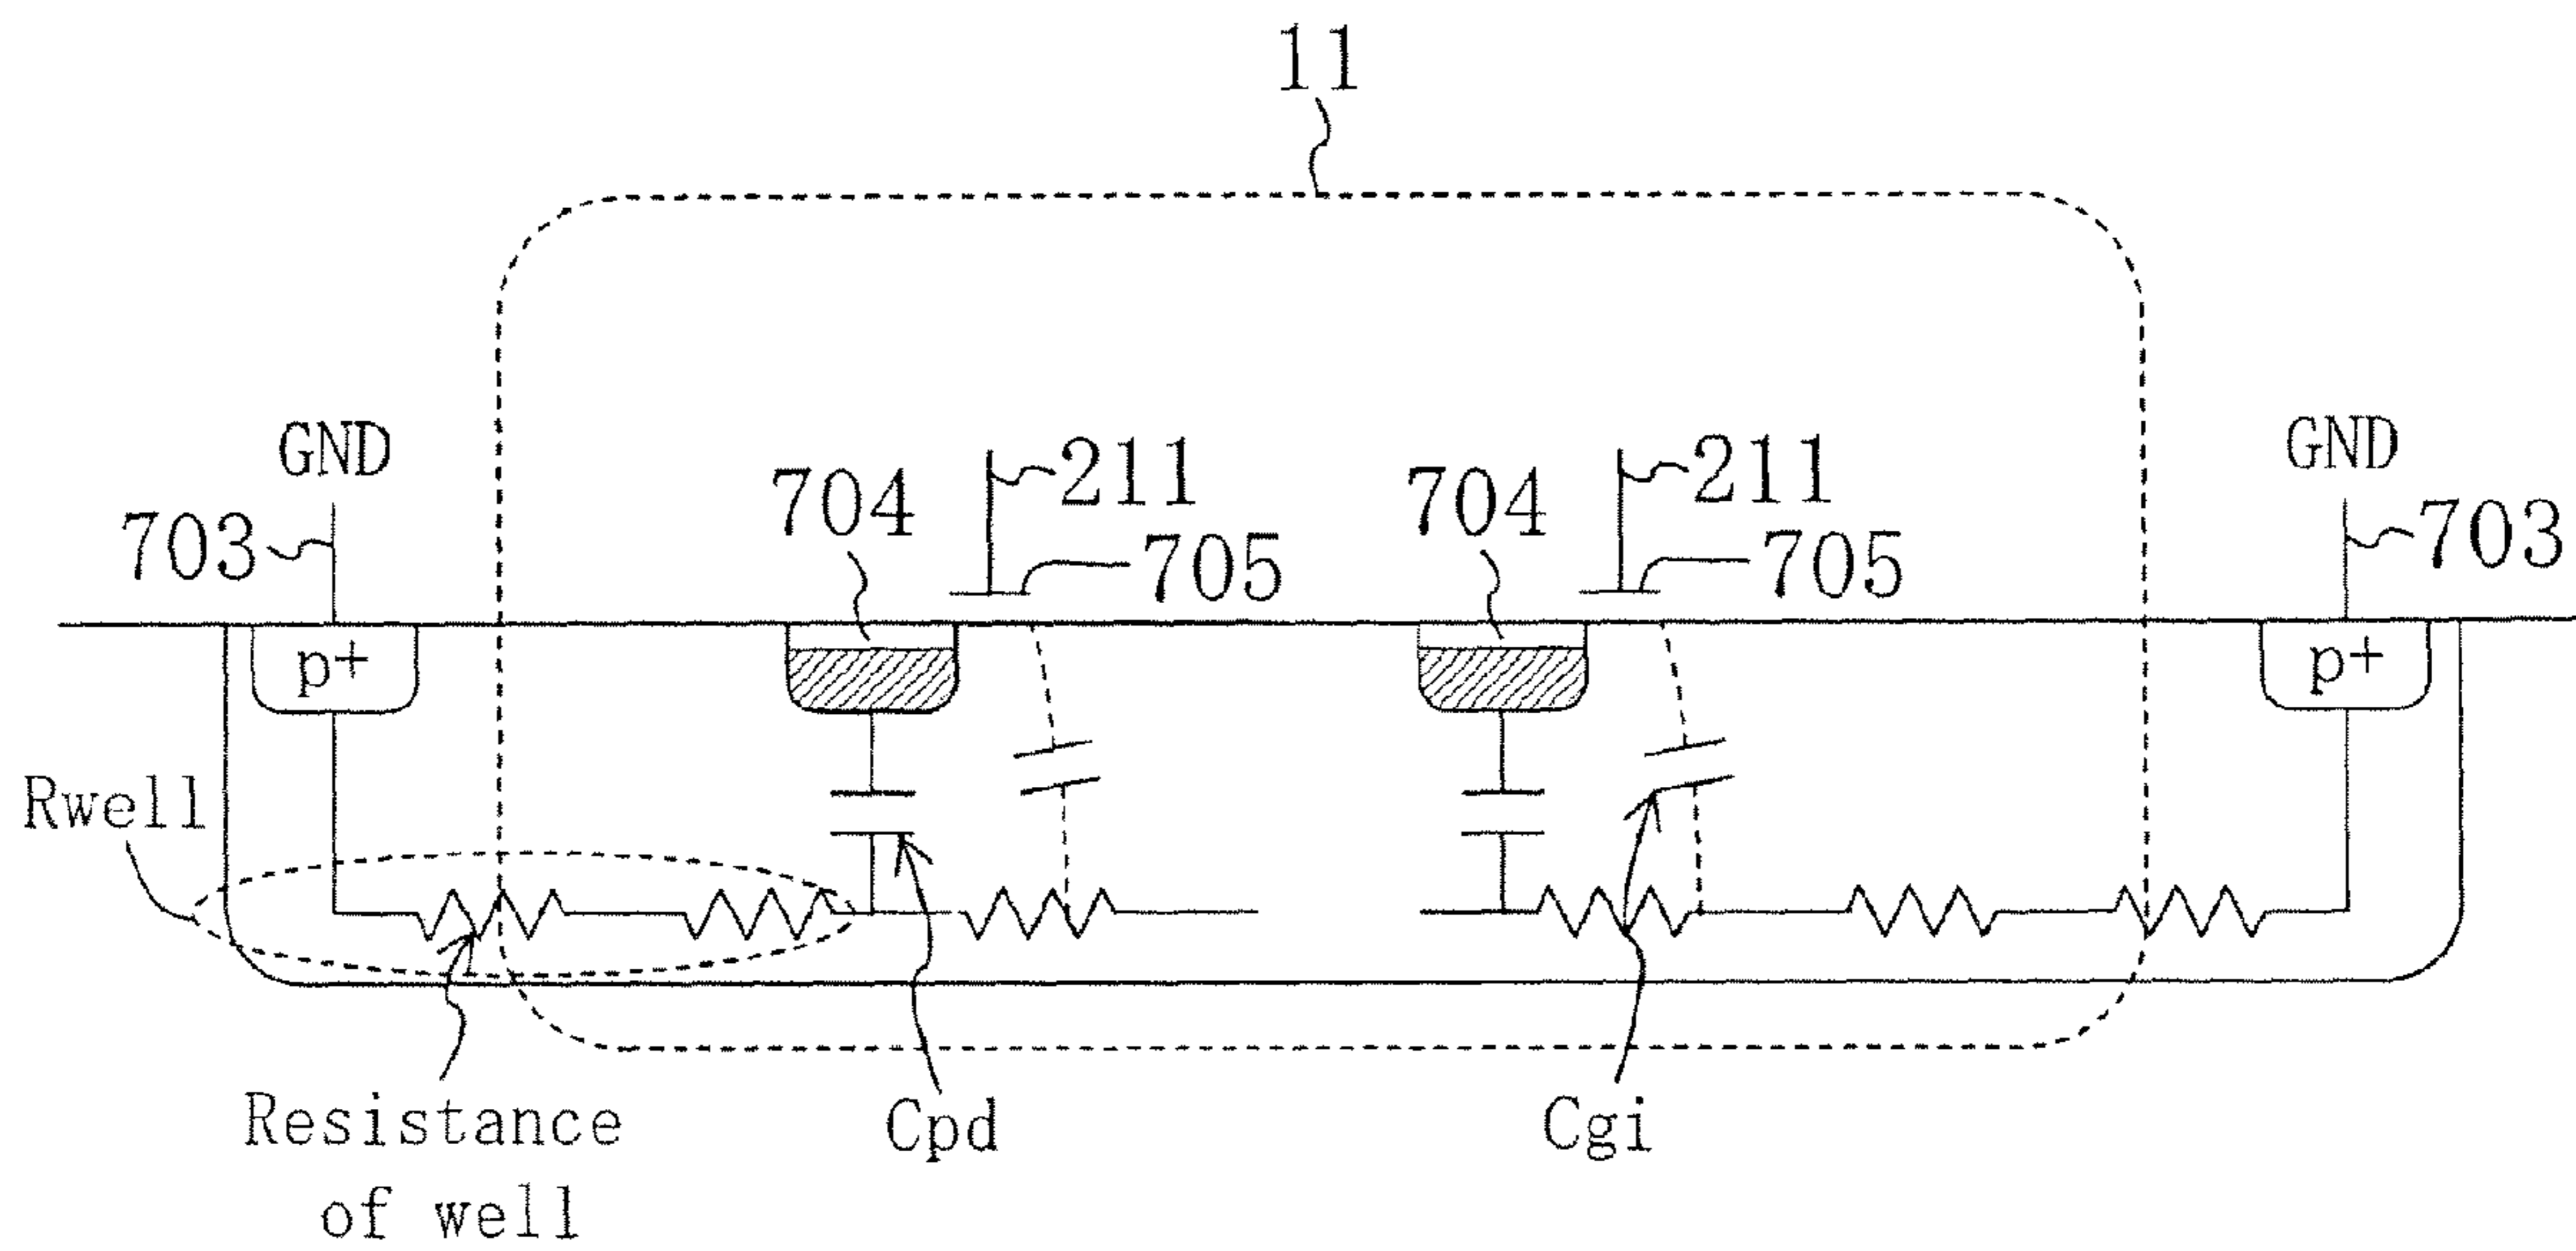 11
GND
211
211
GND
704
704
703
705
705
703
p+
p+
Rwell
Resistance
of well
Cpd
Cgi